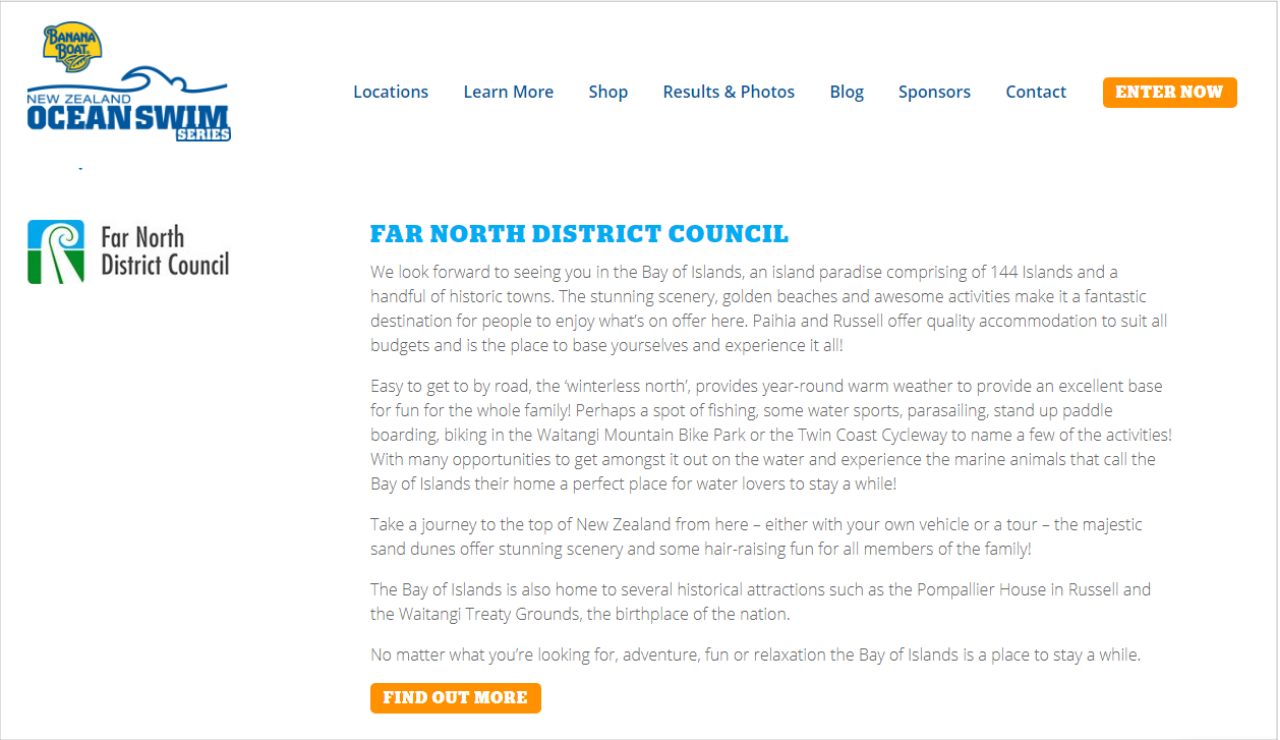 BANANA
BOAT
NEW ZEALAND
OCEAN SWIM
SERIES
Locations Learn More Shop Results & Photos Blog Sponsors Contact ENTER NOW
Far North
District Council
FAR NORTH DISTRICT COUNCIL
We look forward to seeing you in the Bay of Islands, an island paradise comprising of 144 Islands and a
handful of historic towns. The stunning scenery, golden beaches and awesome activities make it a fantastic
destination for people to enjoy what's on offer here. Paihia and Russell offer quality accommodation to suit all
budgets and is the place to base yourselves and experience it all!
Easy to get to by road, the ‘winterless north’, provides year-round warm weather to provide an excellent base
for fun for the whole family! Perhaps a spot of fishing, some water sports, parasailing, stand up paddle
boarding, biking in the Waitangi Mountain Bike Park or the Twin Coast Cycleway to name a few of the activities!
With many opportunities to get amongst it out on the water and experience the marine animals that call the
Bay of Islands their home a perfect place for water lovers to stay a while!
Take a journey to the top of New Zealand from here – either with your own vehicle or a tour – the majestic
sand dunes offer stunning scenery and some hair-raising fun for all members of the family!
The Bay of Islands is also home to several historical attractions such as the Pompallier House in Russell and
the Waitangi Treaty Grounds, the birthplace of the nation.
No matter what you’re looking for, adventure, fun or relaxation the Bay of Islands is a place to stay a while.
FIND OUT MORE